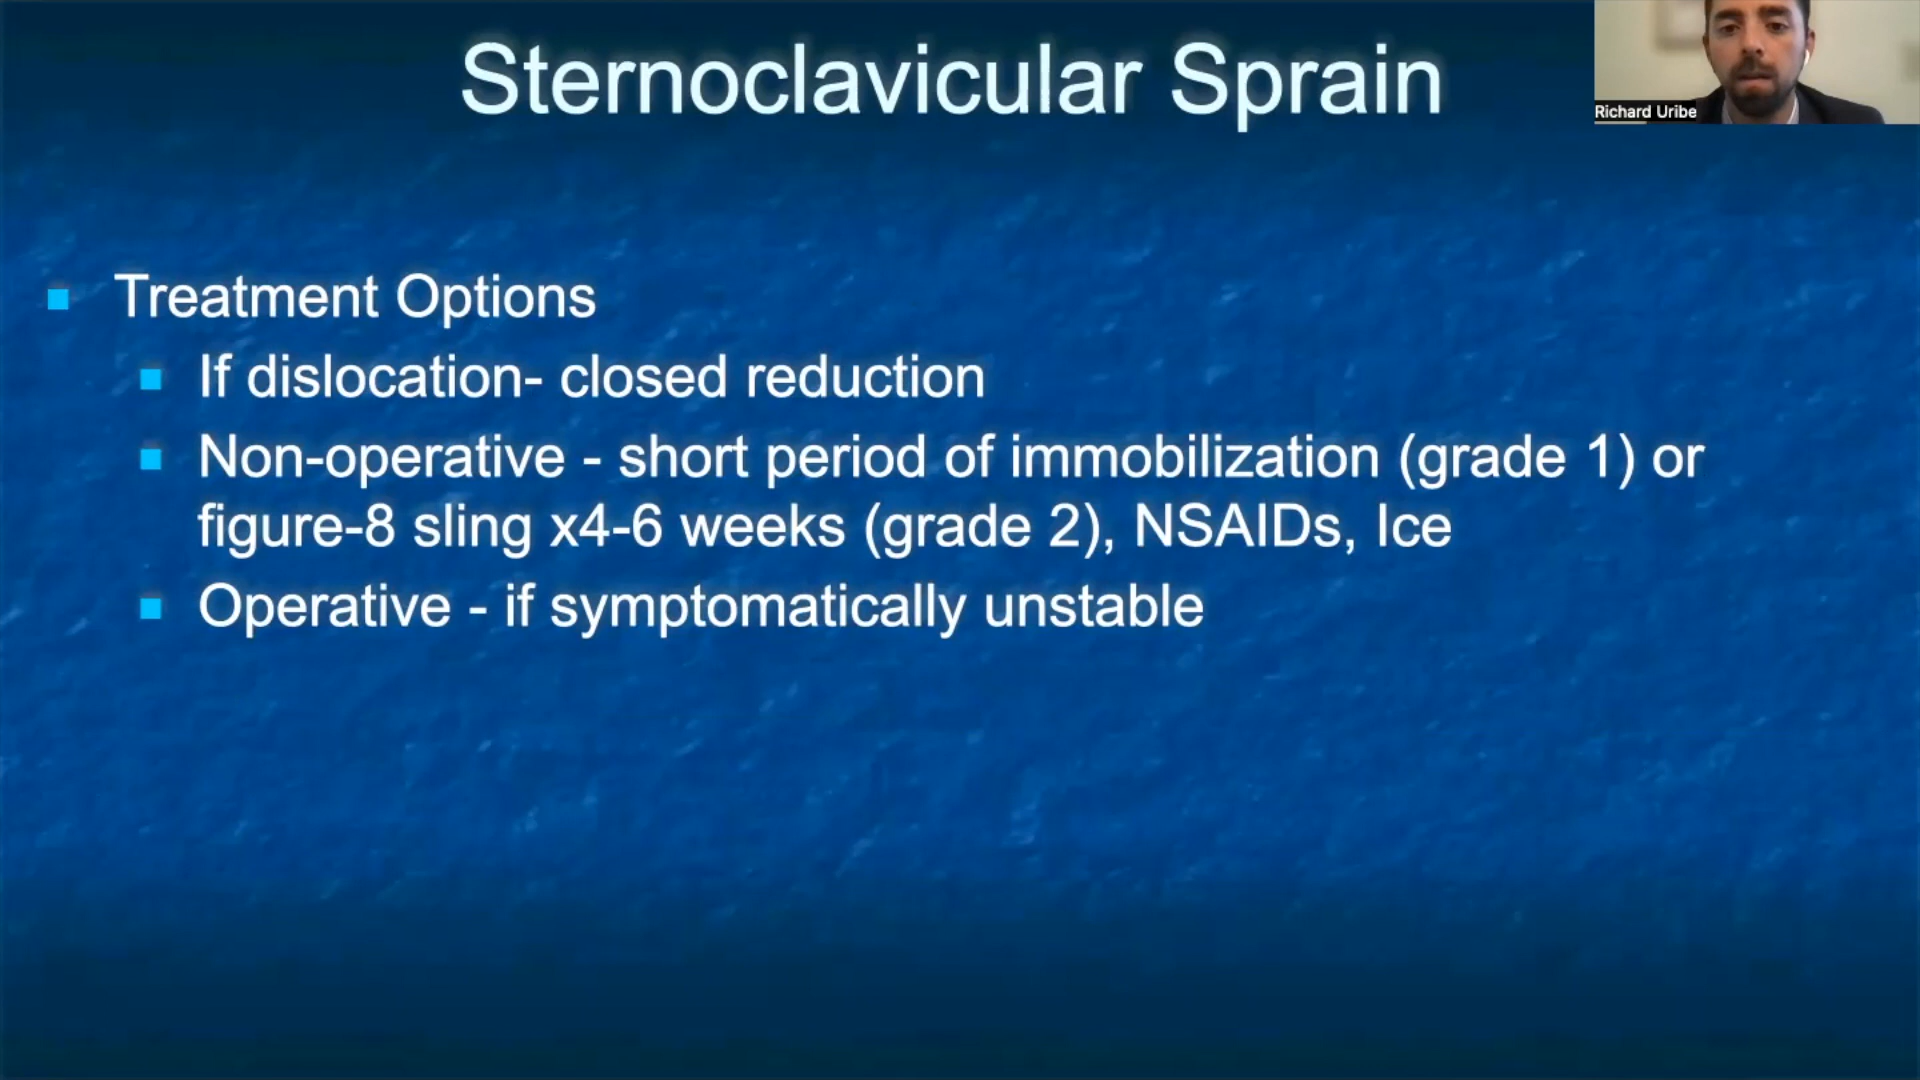 Sternoclavicular Sprain
Richard Uribe
Treatment Options
If dislocation- closed reduction
Non-operative - short period of immobilization (grade 1) or
figure-8 sling x4-6 weeks (grade 2), NSAIDs, Ice
Operative - if symptomatically unstable